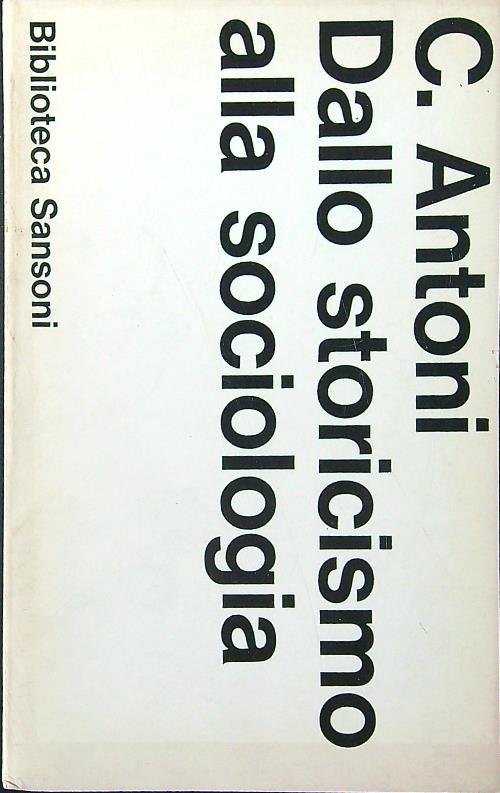 C. Antoni
Dallo storicismo
alla sociologia
Biblioteca Sansoni